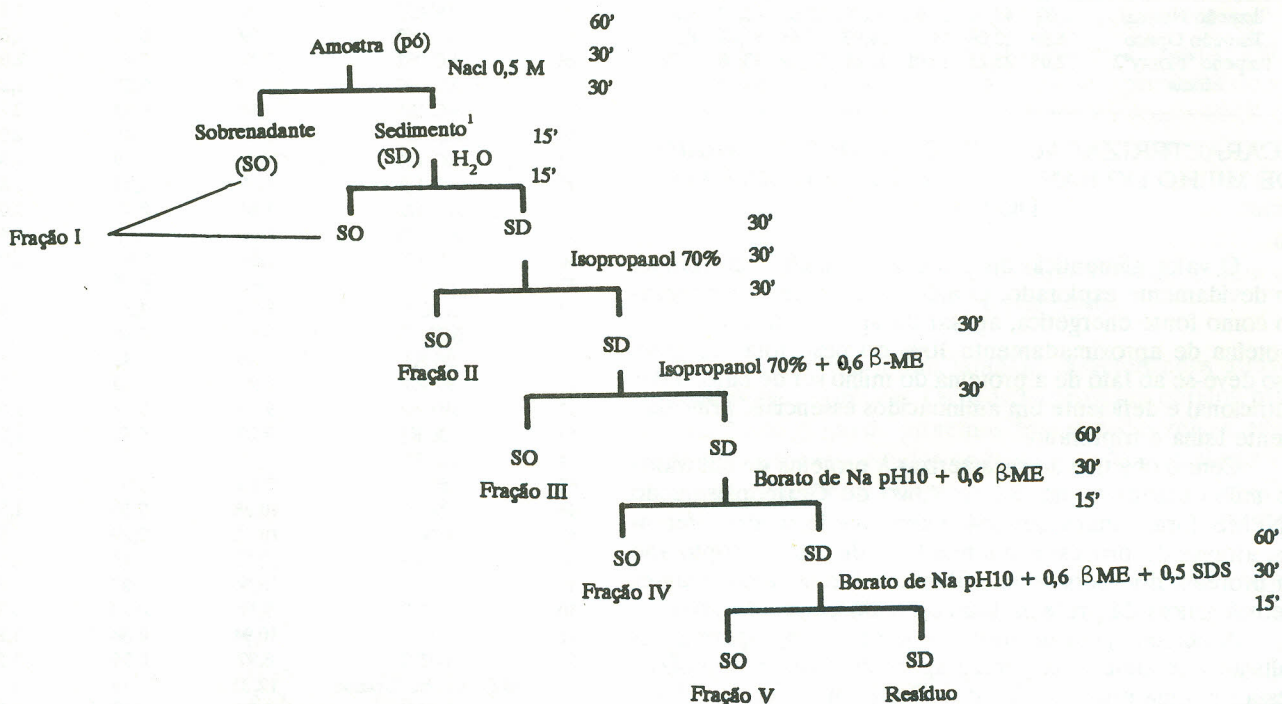 60'
Amostra (pó)
30'
Nacl 0,5 M
30'
Sobrenadante Sedimento¹ 15'
(SO) (SD) H₂O
15'
Fração I SO SD 30'
Isopropanol 70% 30'
30'
SO SD 30'
Fração II
Isopropanol 70% + 0,6 β-ME
30'
60'
SO SD
30'
Fração III Borato de Na pH10 + 0,6 β-ME
15'
60'
SO SD
30'
Fração IV Borato de Na pH10 + 0,6 βME + 0,5 SDS
15'
SO SD
Fração V Resíduo